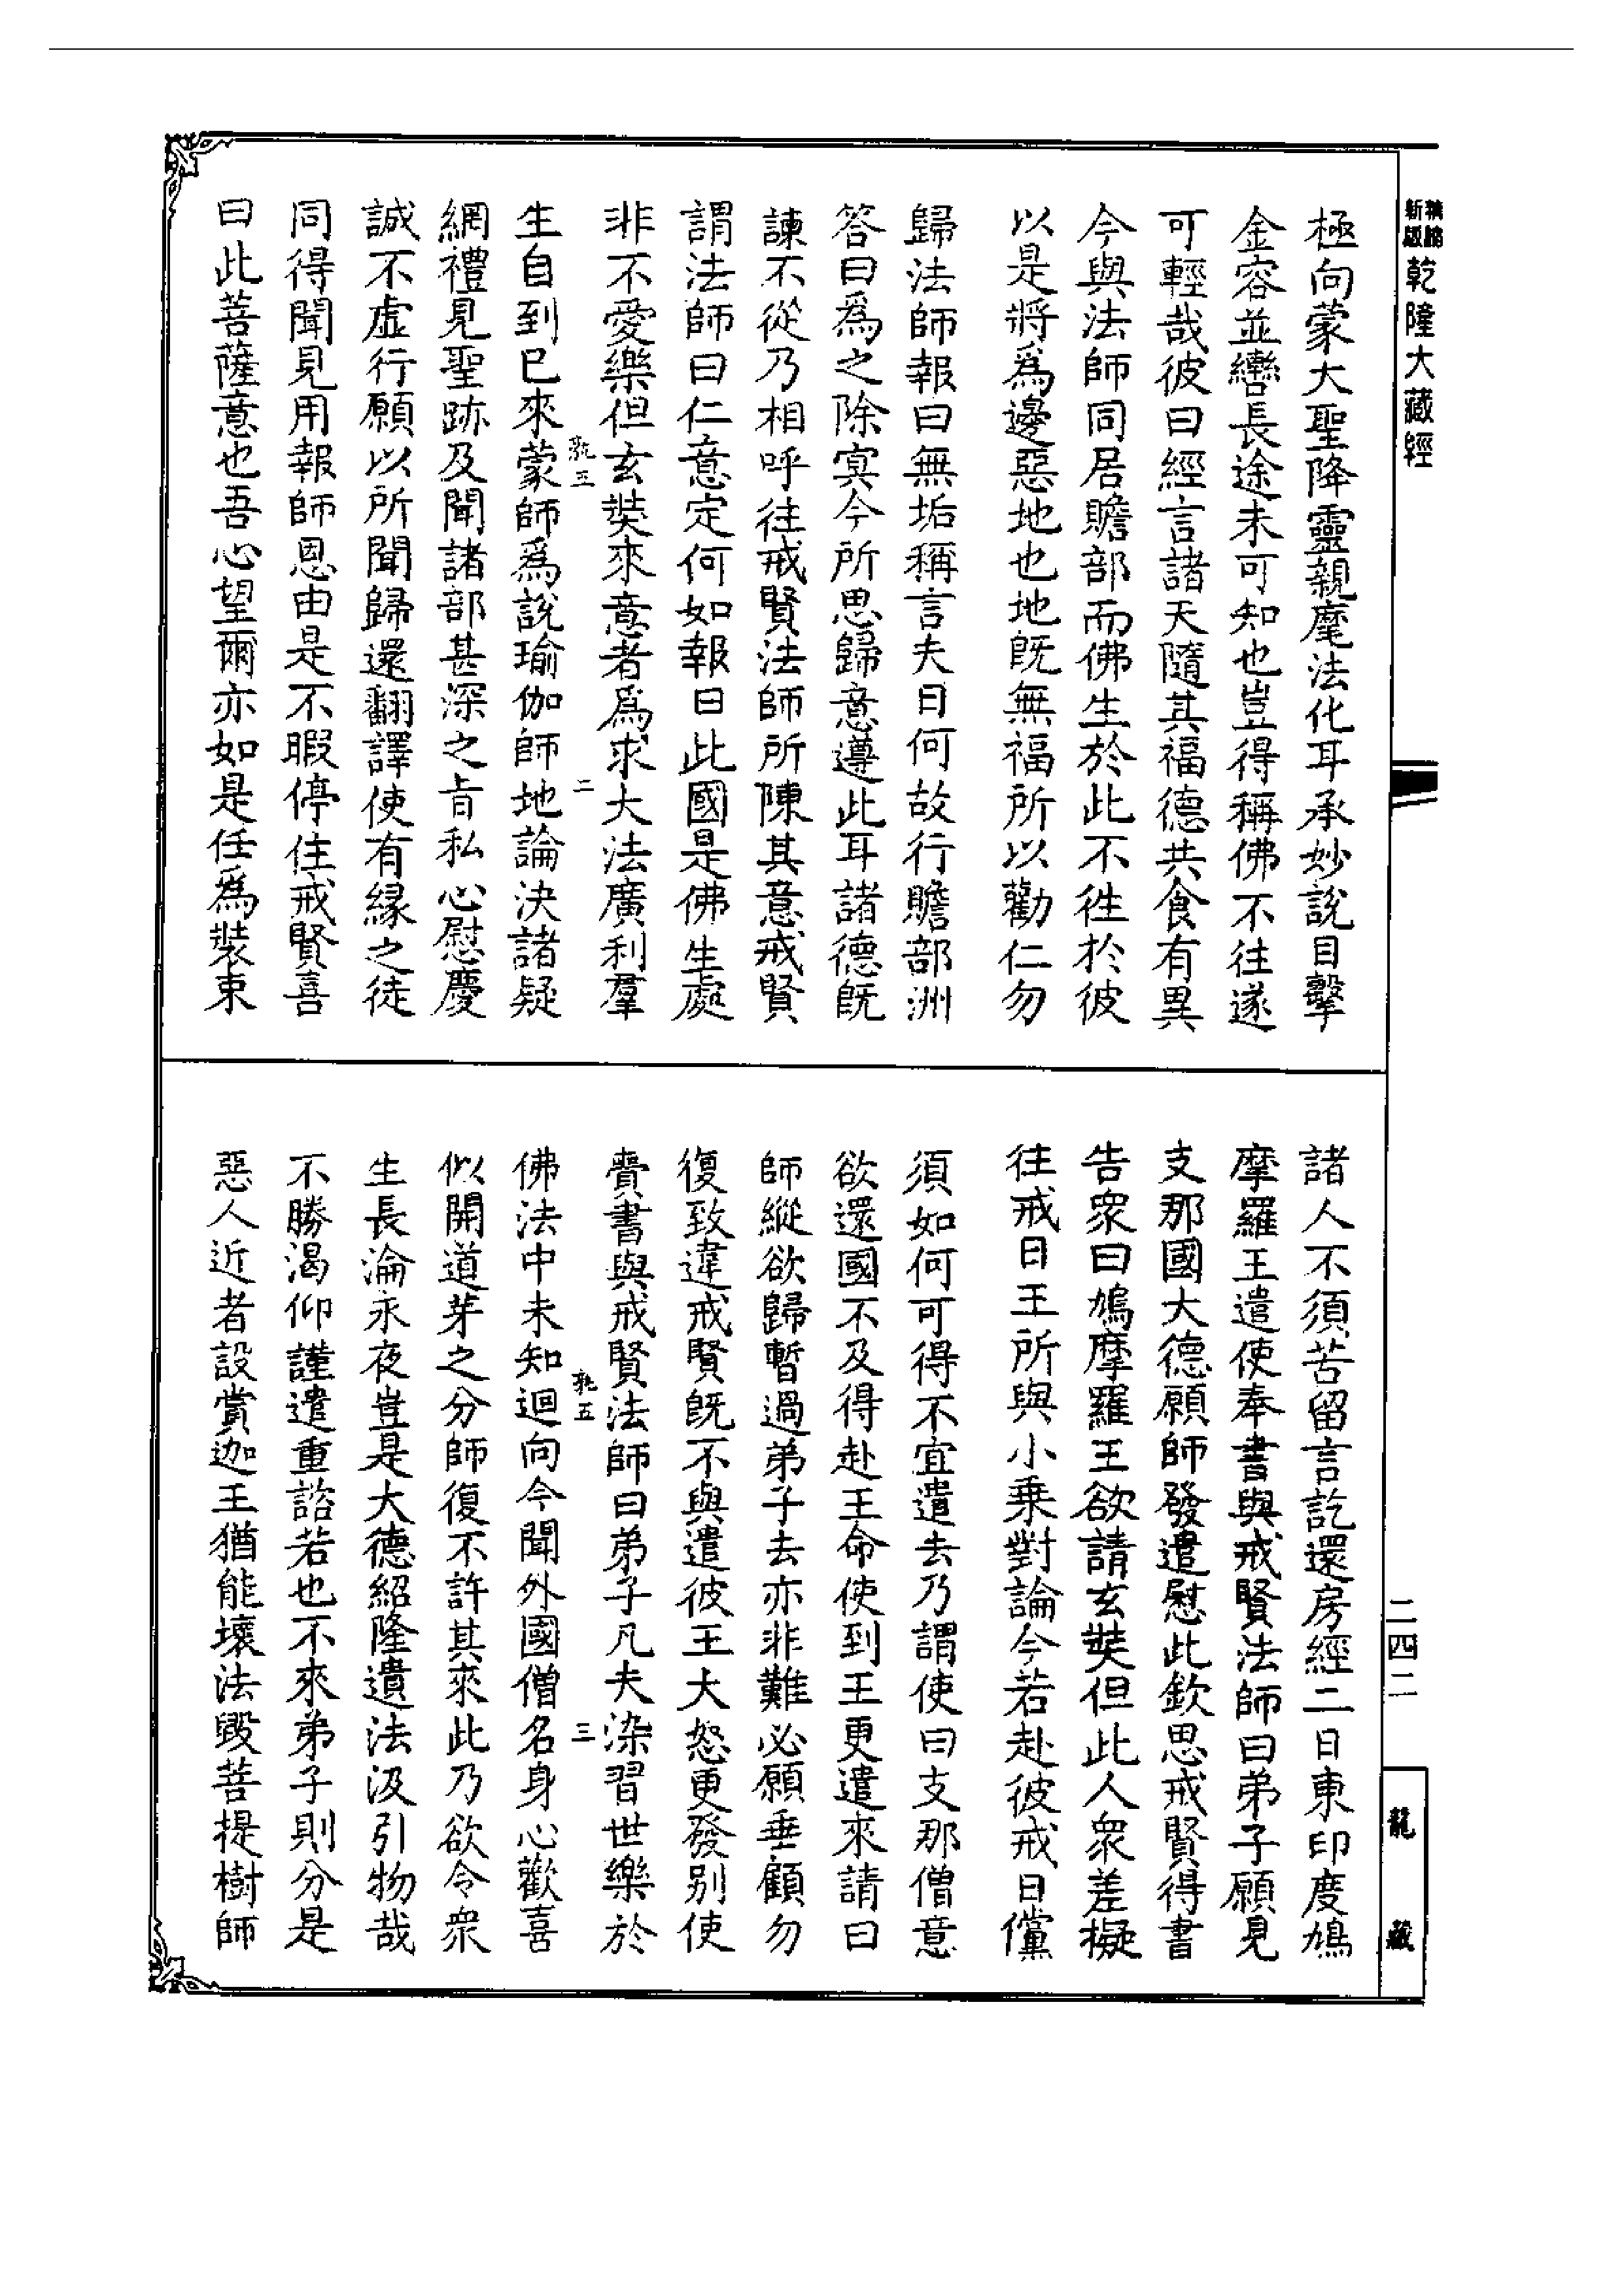 新編縮版乾隆大藏經
極向蒙大聖降靈親麾法化耳承妙說目擊
金容並轡長途未可知也豈得稱佛不往遂
可輕哉彼曰經言諸天隨其福德共食有異
今與法師同居贍部而佛生於此不徃於彼
以是將爲邊惡地也地旣無福所以勸仁勿
歸法師報曰無垢稱言夫日何故行贍部洲
答曰爲之除冥今所思歸意遵此耳諸德旣
諫不從乃相呼往戒賢法師所陳其意戒賢
謂法師曰仁意定何如報曰此國是佛生處
非不愛樂但玄奘來意者爲求大法廣利羣
孰五 二
生自到已來蒙師爲說瑜伽師地論決諸疑
網禮見聖跡及聞諸部甚深之旨私心慰慶
誠不虛行願以所聞歸還翻譯使有緣之徒
同得聞見用報師恩由是不暇停住戒賢喜
曰此菩薩意也吾心望爾亦如是任爲裝束
諸人不須苦留言訖還房經二日東印度鳩
摩羅王遣使奉書與戒賢法師曰弟子願見
支那國大德願師發遣慰此欽思戒賢得書
告衆曰鳩摩羅王欲請玄奘但此人衆差擬
往戒日王所與小乘對論今若赴彼戒日儻
須如何可得不宜遣去乃謂使曰支那僧意
欲還國不及得赴王命使到王更遣來請曰
師縱欲歸暫過弟子去亦非難必願垂顧勿
復致違戒賢旣不與遣彼王大怒更發别使
賷書與戒賢法師曰弟子凡夫染習世樂於
孰五 三
佛法中未知迴向今聞外國僧名身心歡喜
似開道芽之分師復不許其來此乃欲令衆
生長淪永夜豈是大德紹隆遺法汲引物哉
不勝渴仰謹遣重諮若也不來弟子則分是
惡人近者設賞迦王猶能壞法毀菩提樹師
二四二
龍藏